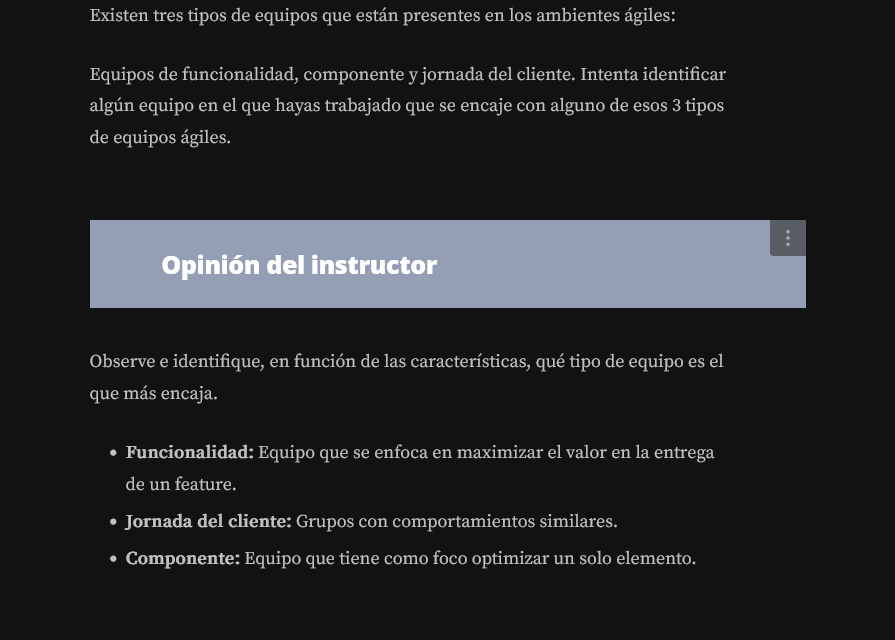 Existen tres tipos de equipos que están presentes en los ambientes ágiles:
Equipos de funcionalidad, componente y jornada del cliente. Intenta identificar
algún equipo en el que hayas trabajado que se encaje con alguno de esos 3 tipos
de equipos ágiles.
Opinión del instructor
Observe e identifique, en función de las características, qué tipo de equipo es el
que más encaja.
• Funcionalidad: Equipo que se enfoca en maximizar el valor en la entrega
de un feature.
• Jornada del cliente: Grupos con comportamientos similares.
• Componente: Equipo que tiene como foco optimizar un solo elemento.